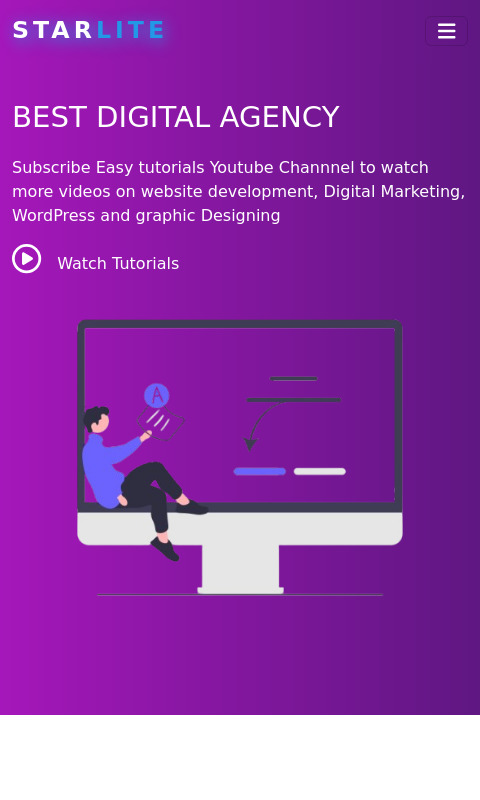 STARLITE
BEST DIGITAL AGENCY
Subscribe Easy tutorials Youtube Channnel to watch
more videos on website development, Digital Marketing,
WordPress and graphic Designing
Watch Tutorials
A